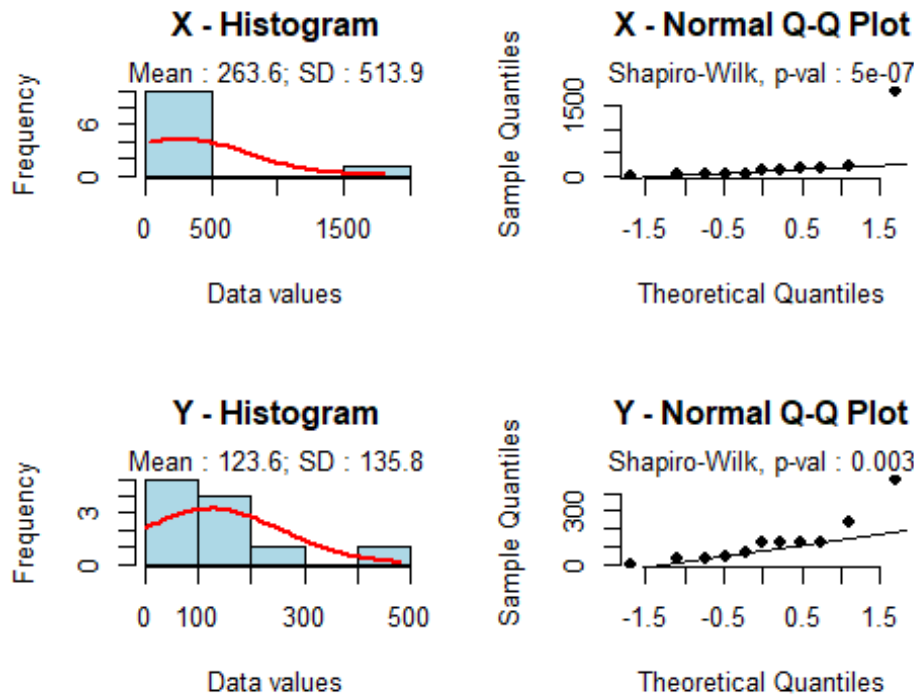 X - Histogram
Mean : 263.6; SD : 513.9
Frequency
0 6
0 500 1500
Data values
X - Normal Q-Q Plot
Shapiro-Wilk, p-val : 5e-07
Sample Quantiles
0 1500
-1.5 -0.5 0.5 1.5
Theoretical Quantiles
Y - Histogram
Mean : 123.6; SD : 135.8
Frequency
0 3
0 100 300 500
Data values
Y - Normal Q-Q Plot
Shapiro-Wilk, p-val : 0.003
Sample Quantiles
0 300
-1.5 -0.5 0.5 1.5
Theoretical Quantiles